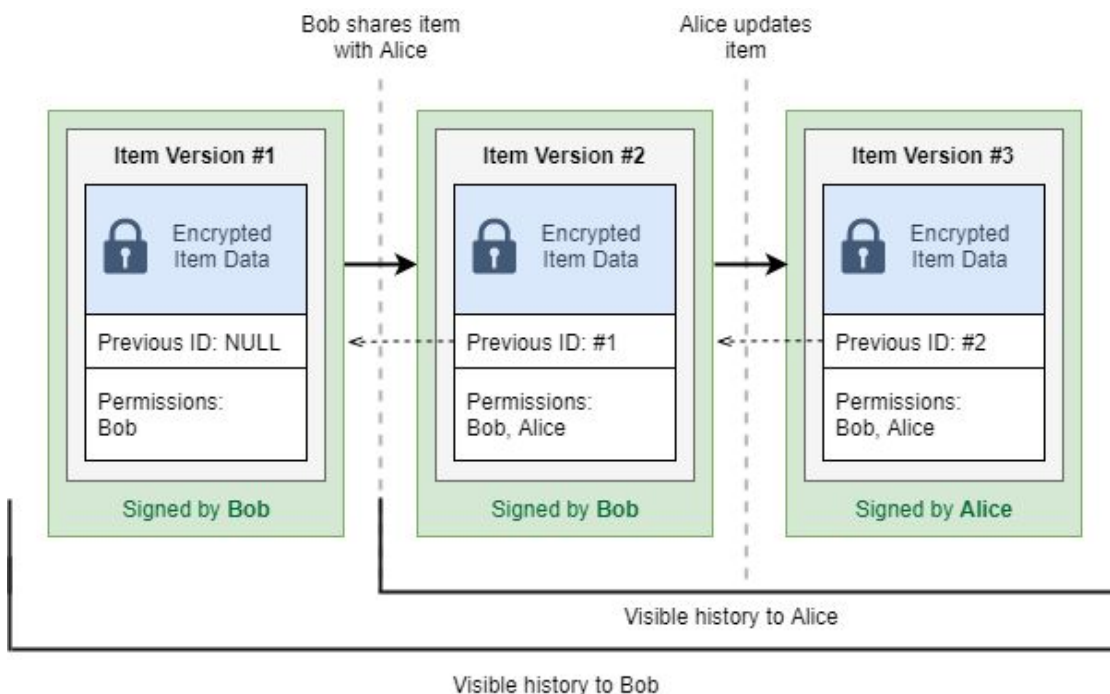 Bob shares item
with Alice
Alice updates
item
Item Version #1
Encrypted
Item Data
Previous ID: NULL
Permissions:
Bob
Signed by Bob
Item Version #2
Encrypted
Item Data
Previous ID: #1
Permissions:
Bob, Alice
Signed by Bob
Item Version #3
Encrypted
Item Data
Previous ID: #2
Permissions:
Bob, Alice
Signed by Alice
Visible history to Alice
Visible history to Bob